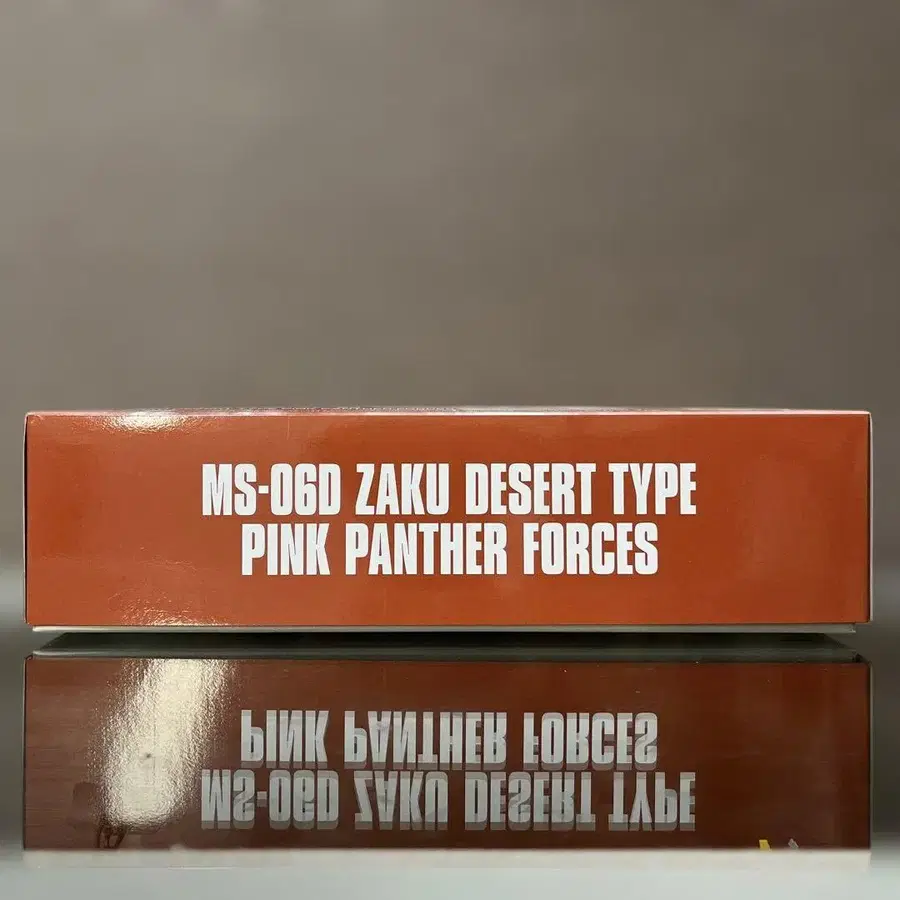 MS-06D ZAKU DESERT TYPE
PINK PANTHER FORCES